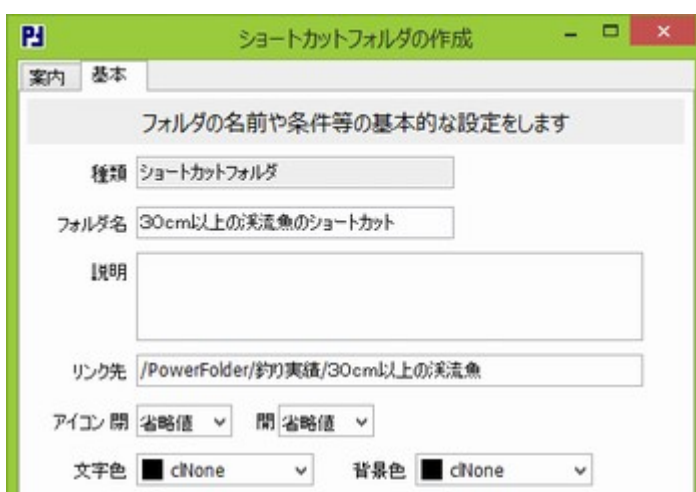 ショートカットフォルダの作成
案内 基本
フォルダの名前や条件等の基本的な設定をします
種類 ショートカットフォルダ
フォルダ名 30cm以上の渓流魚のショートカット
説明
リンク先 /PowerFolder/釣り実績/30cm以上の渓流魚
アイコン 閉 省略値 開 省略値
文字色 clNone 背景色 clNone